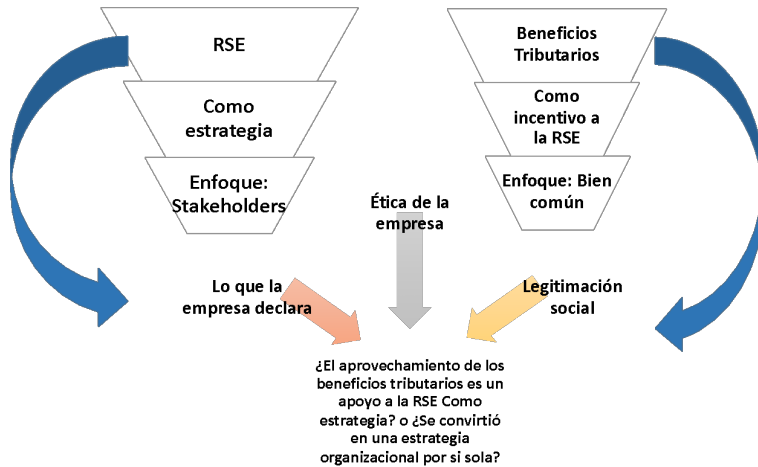 RSE
Como
estrategia
Enfoque:
Stakeholders
Beneficios
Tributarios
Como
incentivo a
la RSE
Enfoque: Bien
común
Ética de la
empresa
Lo que la
empresa declara
Legitimación
social
¿El aprovechamiento de los
beneficios tributarios es un
apoyo a la RSE Como
estrategia? o ¿Se convirtió
en una estrategia
organizacional por si sola?